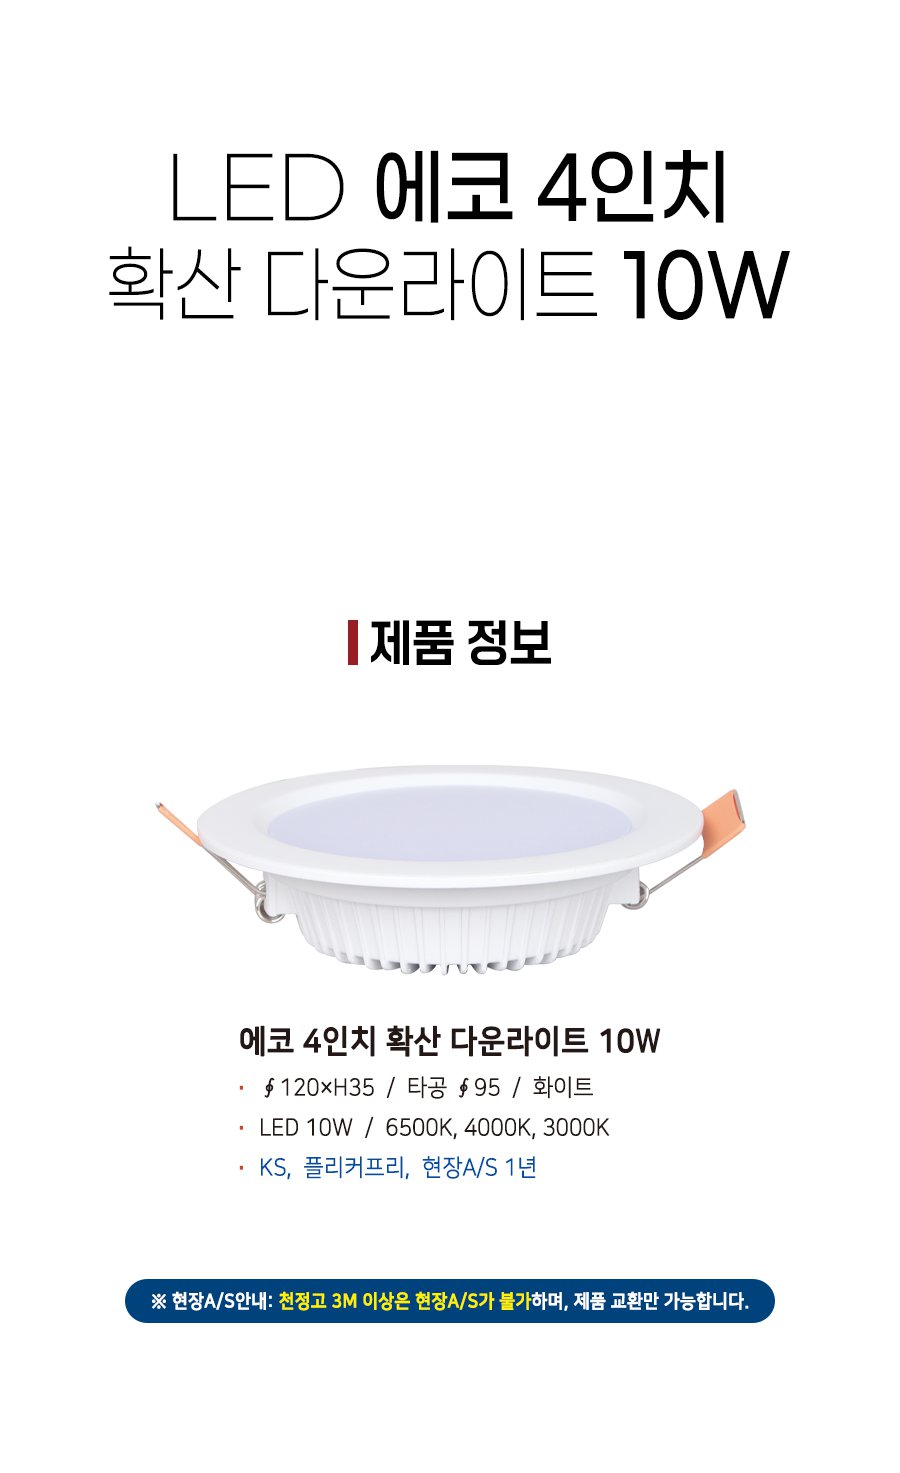 LED 에코 4인치
확산 다운라이트 10W
제품 정보
에코 4인치 확산 다운라이트 10W
· ∮120×H35 / 타공 ∮95 / 화이트
· LED 10W / 6500K, 4000K, 3000K
· KS, 플리커프리, 현장A/S 1년
※ 현장A/S안내: 천정고 3M 이상은 현장A/S가 불가하며, 제품 교환만 가능합니다.